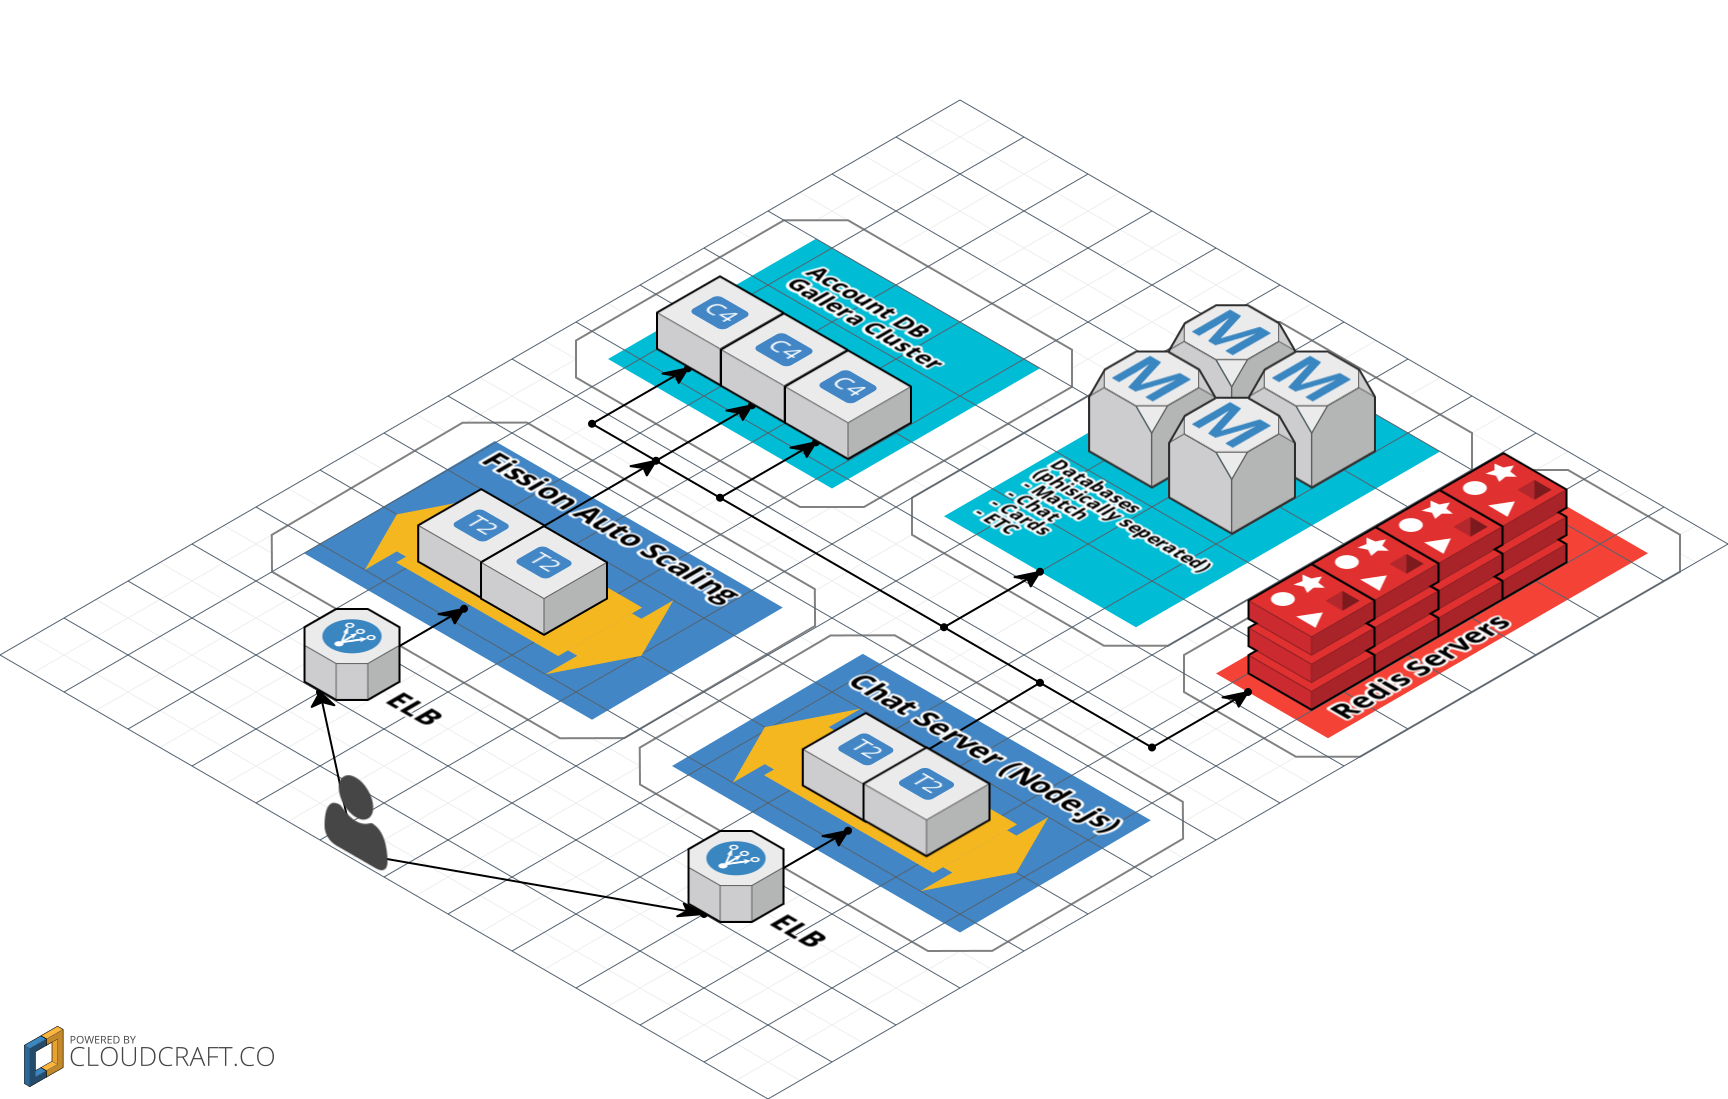 Account DB
Gallera Cluster
C4
C4
C4
M
M
M
M
Databases
(phisically seperated)
- Match
- Chat
- Cards
- ETC
Fission Auto Scaling
T2
T2
Redis Servers
ELB
Chat Server (Node.js)
T2
T2
ELB
POWERED BY
CLOUDCRAFT.CO